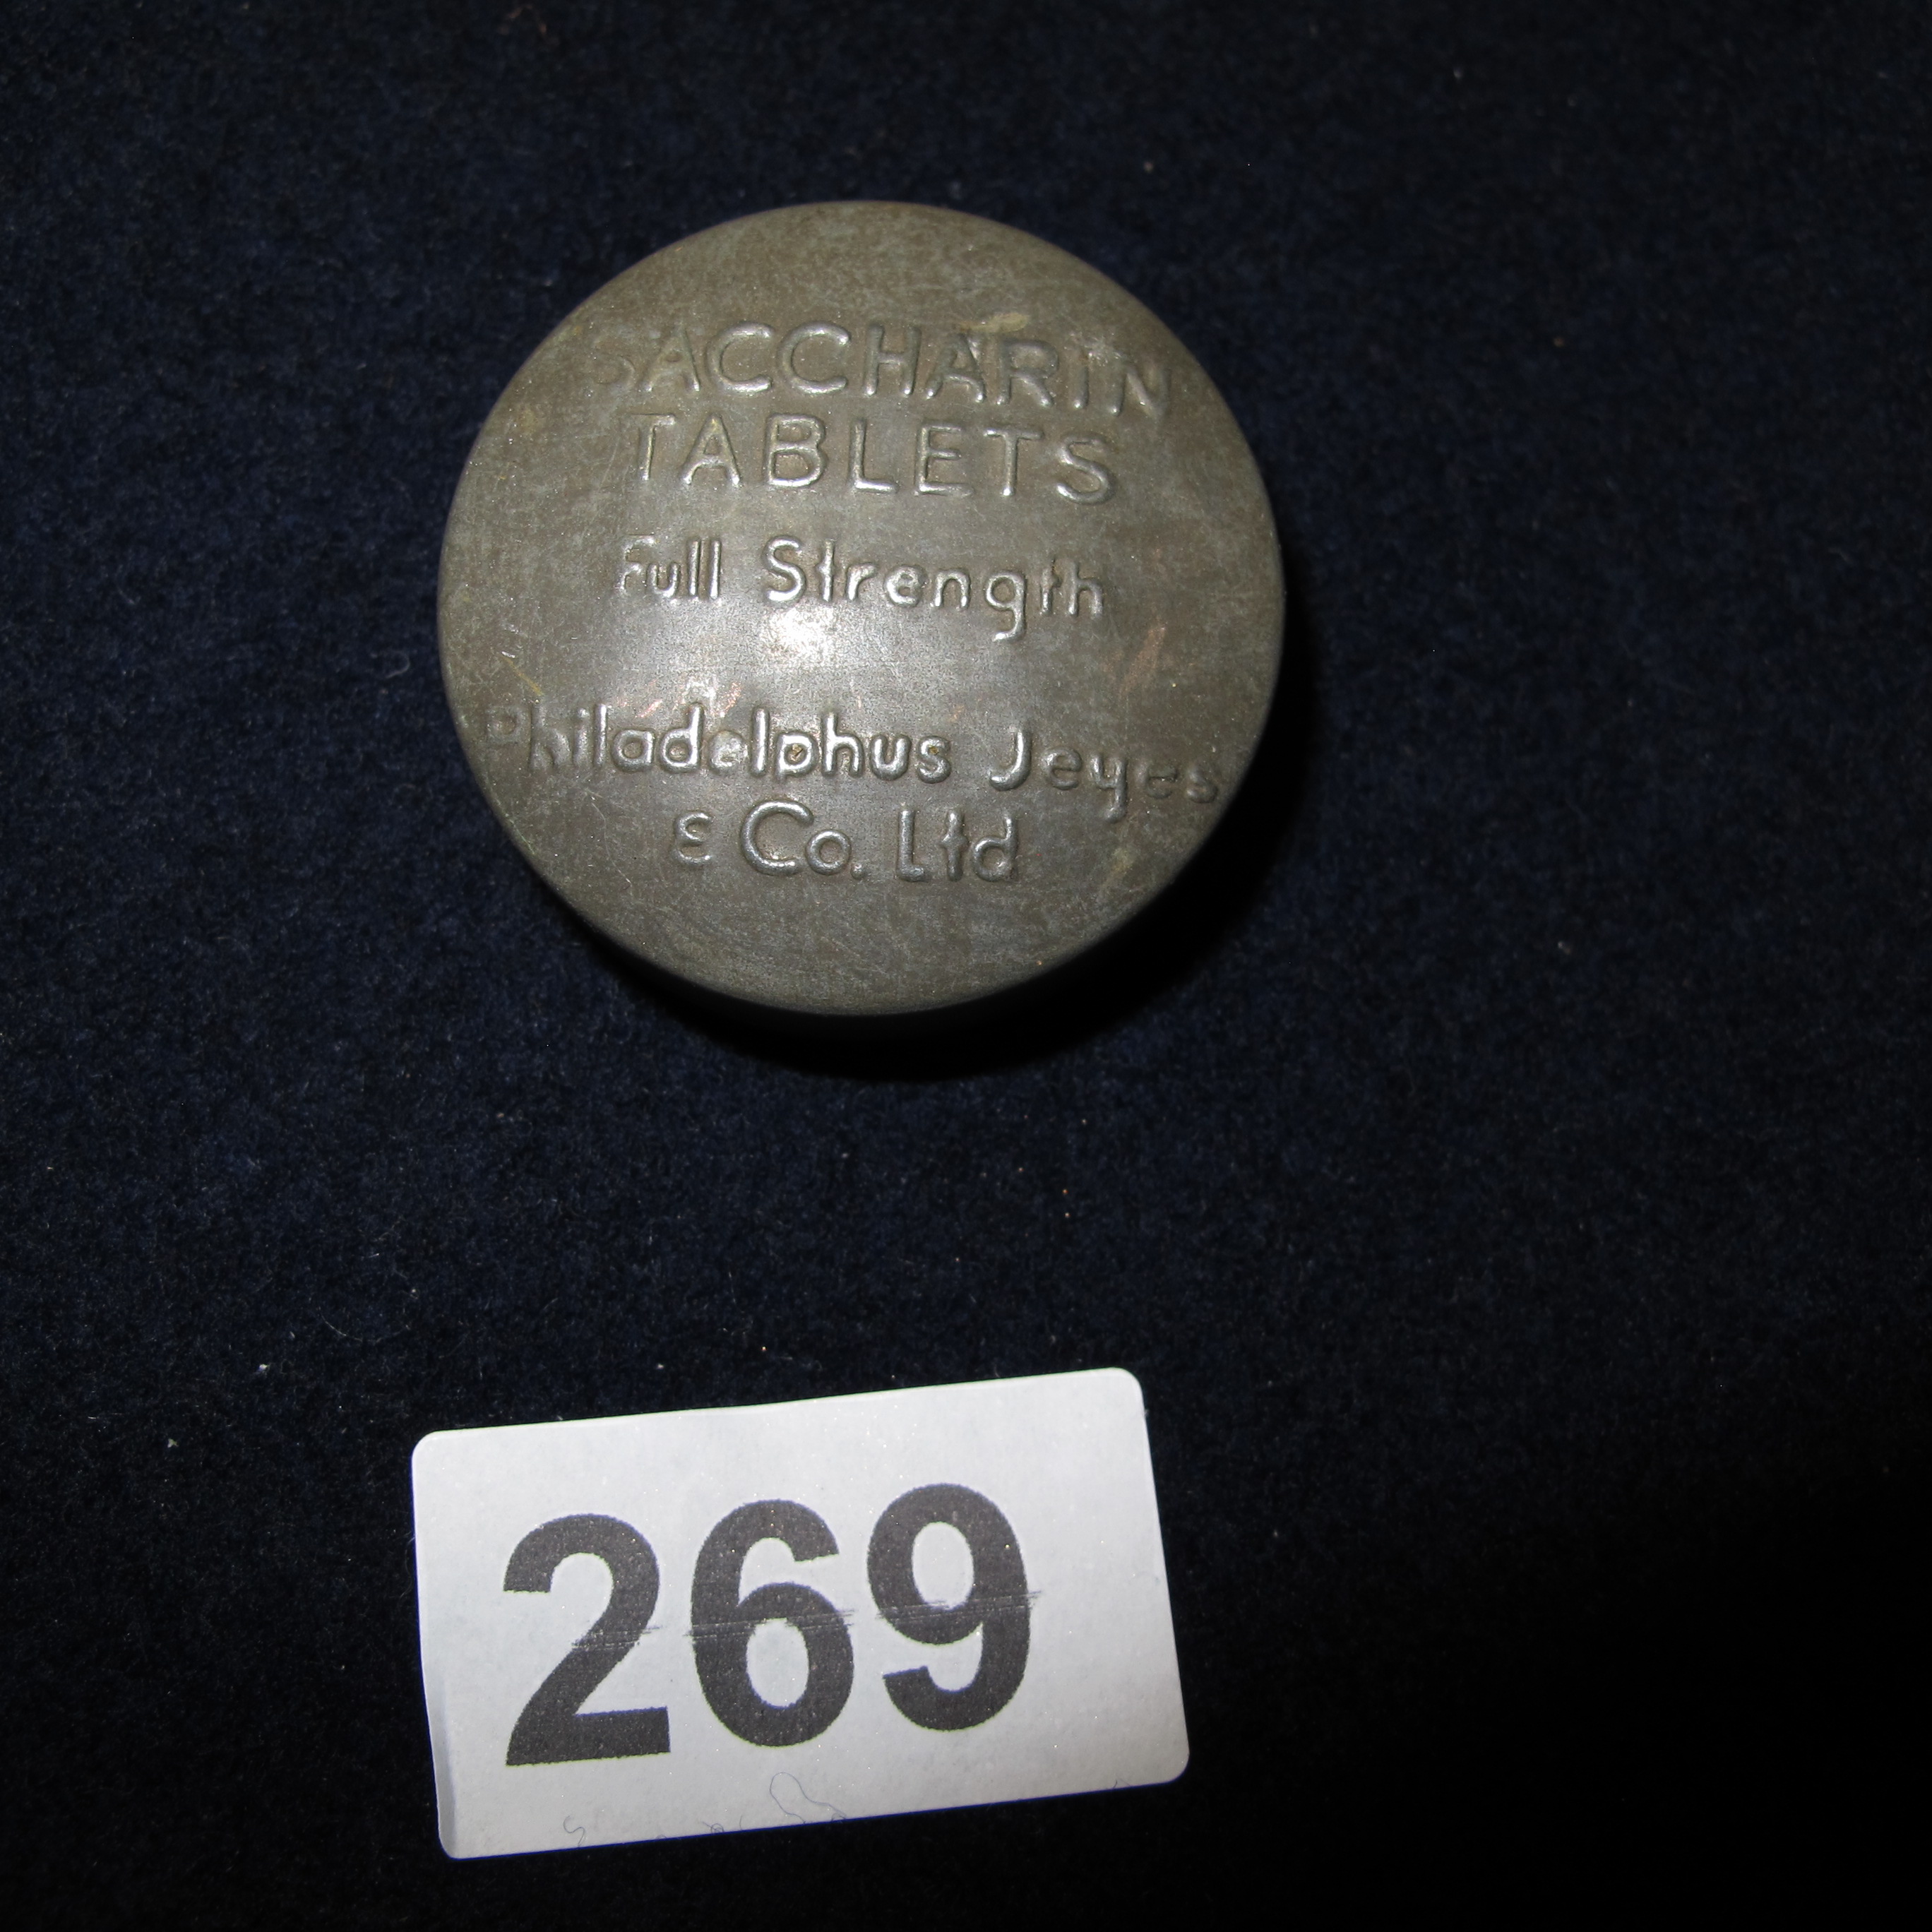 SACCHARIN
TABLETS
Full Strength
Philadelphus Jeyes
& Co. Ltd
269